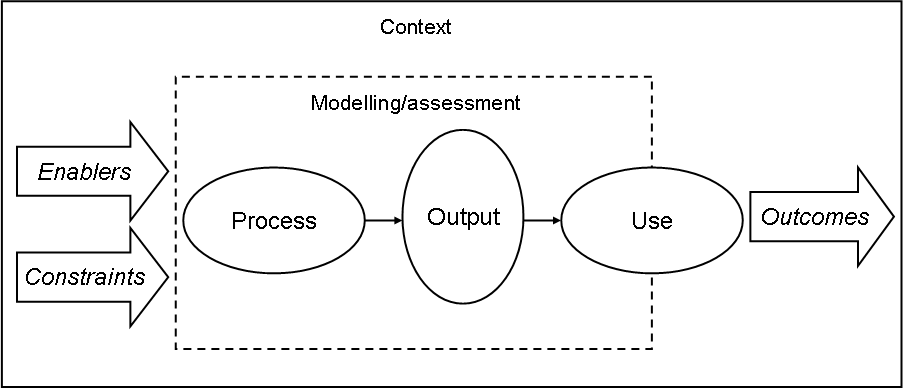 Context
Modelling/assessment
Enablers
Constraints
Process
Output
Use
Outcomes